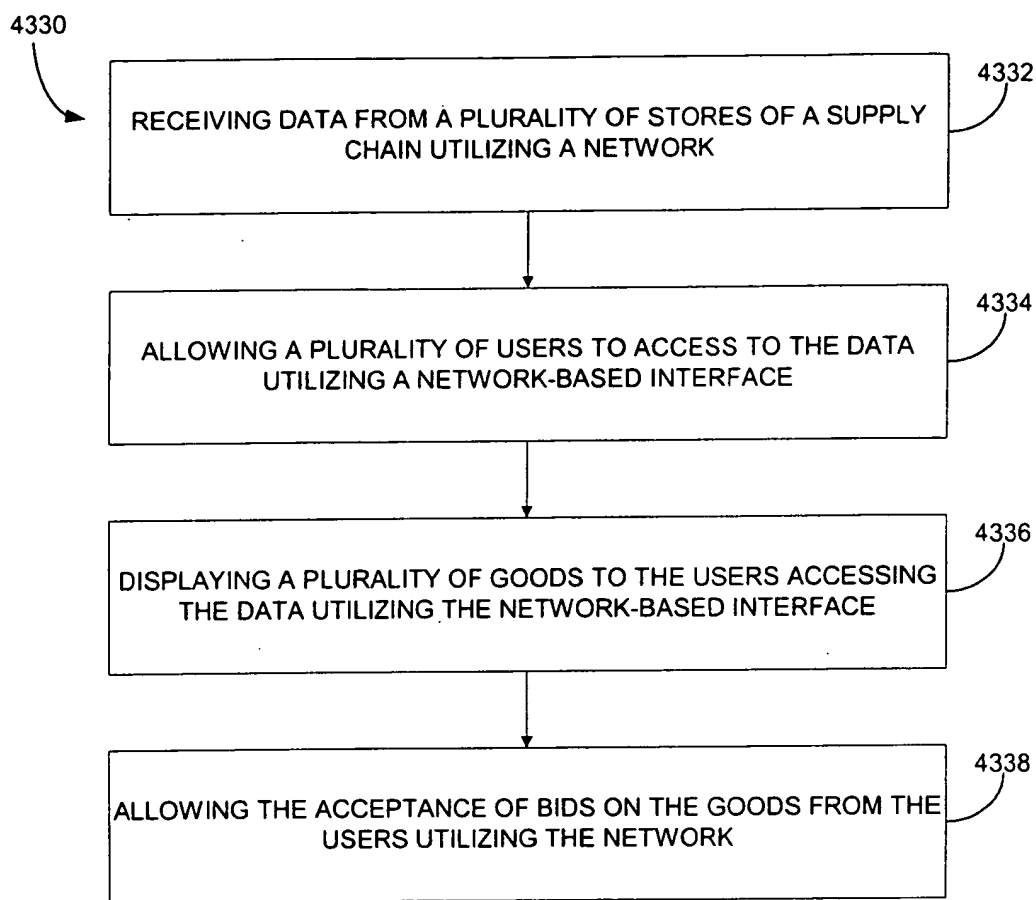 4330
4332
RECEIVING DATA FROM A PLURALITY OF STORES OF A SUPPLY
CHAIN UTILIZING A NETWORK
4334
ALLOWING A PLURALITY OF USERS TO ACCESS TO THE DATA
UTILIZING A NETWORK-BASED INTERFACE
4336
DISPLAYING A PLURALITY OF GOODS TO THE USERS ACCESSING
THE DATA UTILIZING THE NETWORK-BASED INTERFACE
4338
ALLOWING THE ACCEPTANCE OF BIDS ON THE GOODS FROM THE
USERS UTILIZING THE NETWORK